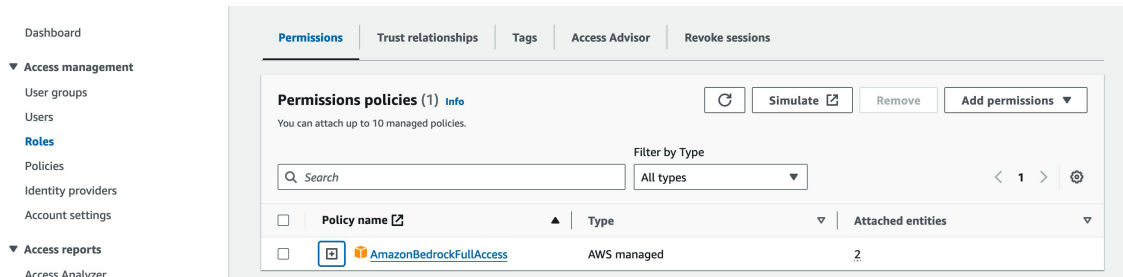 Dashboard
Access management
User groups
Users
Roles
Policies
Identity providers
Account settings
Access reports
Access Analyzer
Permissions
Trust relationships
Tags
Access Advisor
Revoke sessions
Permissions policies (1) Info
You can attach up to 10 managed policies.
Simulate
Remove
Add permissions
Filter by Type
Search
All types
1
Policy name
Type
Attached entities
AmazonBedrockFullAccess
AWS managed
2